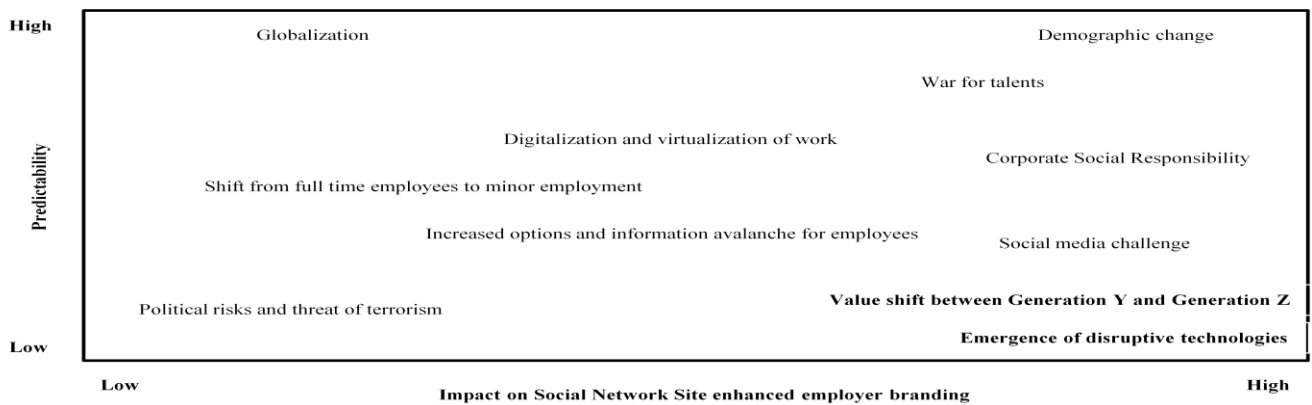 High
Globalization
Demographic change
War for talents
Digitalization and virtualization of work
Corporate Social Responsibility
Predictability
Shift from full time employees to minor employment
Increased options and information avalanche for employees
Social media challenge
Value shift between Generation Y and Generation Z
Political risks and threat of terrorism
Emergence of disruptive technologies
Low
Low
High
Impact on Social Network Site enhanced employer branding